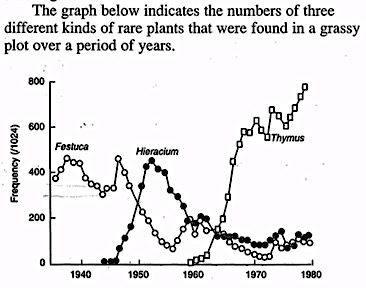 The graph below indicates the numbers of three
different kinds of rare plants that were found in a grassy
plot over a period of years.
800
600
400
200
0
Frequency (/1024)
Festuca
Hieracium
Thymus
1940 1950 1960 1970 1980